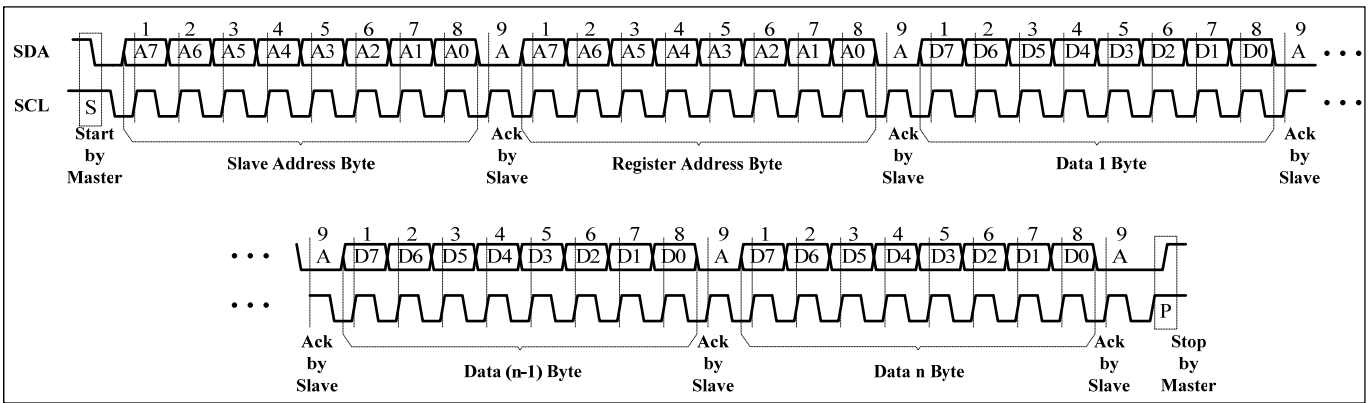 1 2 3 4 5 6 7 8 9 1 2 3 4 5 6 7 8 9 1 2 3 4 5 6 7 8 9
SDA A7 A6 A5 A4 A3 A2 A1 A0 A A7 A6 A5 A4 A3 A2 A1 A0 A D7 D6 D5 D4 D3 D2 D1 D0 A • • •
SCL S • • •
Start by Master
Slave Address Byte
Ack by Slave
Register Address Byte
Ack by Slave
Data 1 Byte
Ack by Slave
9 1 2 3 4 5 6 7 8 9 1 2 3 4 5 6 7 8 9
• • • A D7 D6 D5 D4 D3 D2 D1 D0 A D7 D6 D5 D4 D3 D2 D1 D0 A
• • • P
Ack by Slave
Data (n-1) Byte
Ack by Slave
Data n Byte
Ack by Slave
Stop by Master